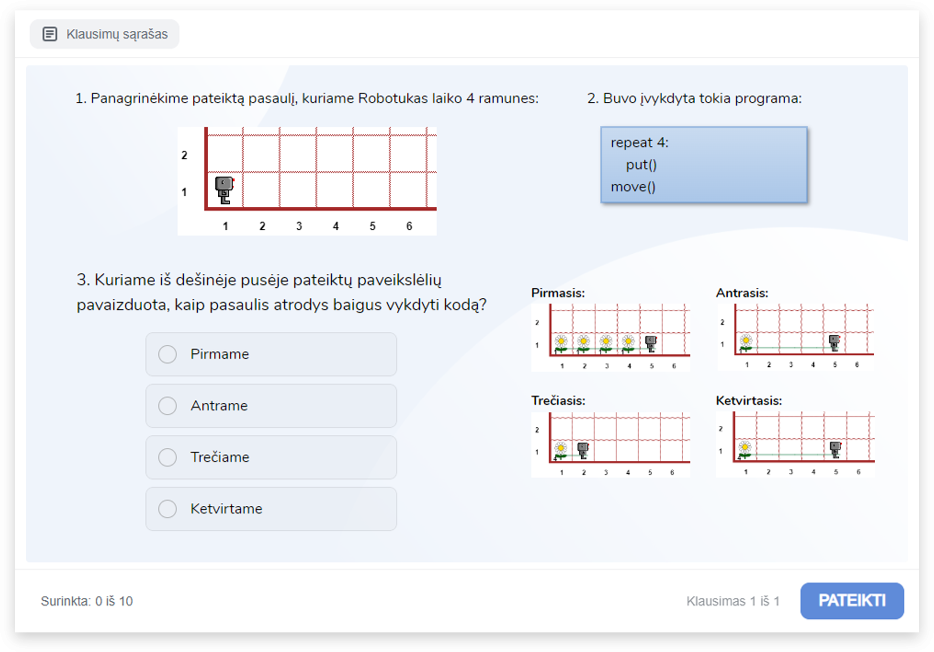 Klausimų sąrašas
1. Panagrinėkime pateiktą pasaulį, kuriame Robotukas laiko 4 ramunes:
2. Buvo įvykdyta tokia programa:
2
1
1 2 3 4 5 6
repeat 4:
put()
move()
3. Kuriame iš dešinėje pusėje pateiktų paveikslėlių
pavaizduota, kaip pasaulis atrodys baigus vykdyti kodą?
Pirmame
Antrame
Trečiame
Ketvirtame
Pirmasis:
2
1
1 2 3 4 5 6
Antrasis:
2
1
1 2 3 4 5 6
Trečiasis:
2
1
4
1 2 3 4 5 6
Ketvirtasis:
2
1
4
1 2 3 4 5 6
Surinkta: 0 iš 10
Klausimas 1 iš 1
PATEIKTI